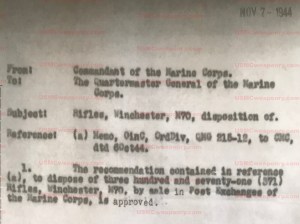 NOV 7 - 1944
From: Commandant of the Marine Corps.
To: The Quartermaster General of the Marine
Corps.
Subject: Rifles, Winchester, M70, disposition of.
Reference: (a) Memo, OinC, OrdDiv, QMG 215-12, to CMC,
dtd 6Oct44.
1. The recommendation contained in reference
(a), to dispose of three hundred and seventy-one (371)
Rifles, Winchester, M70, by sale in Post Exchanges of
the Marine Corps, is approved.